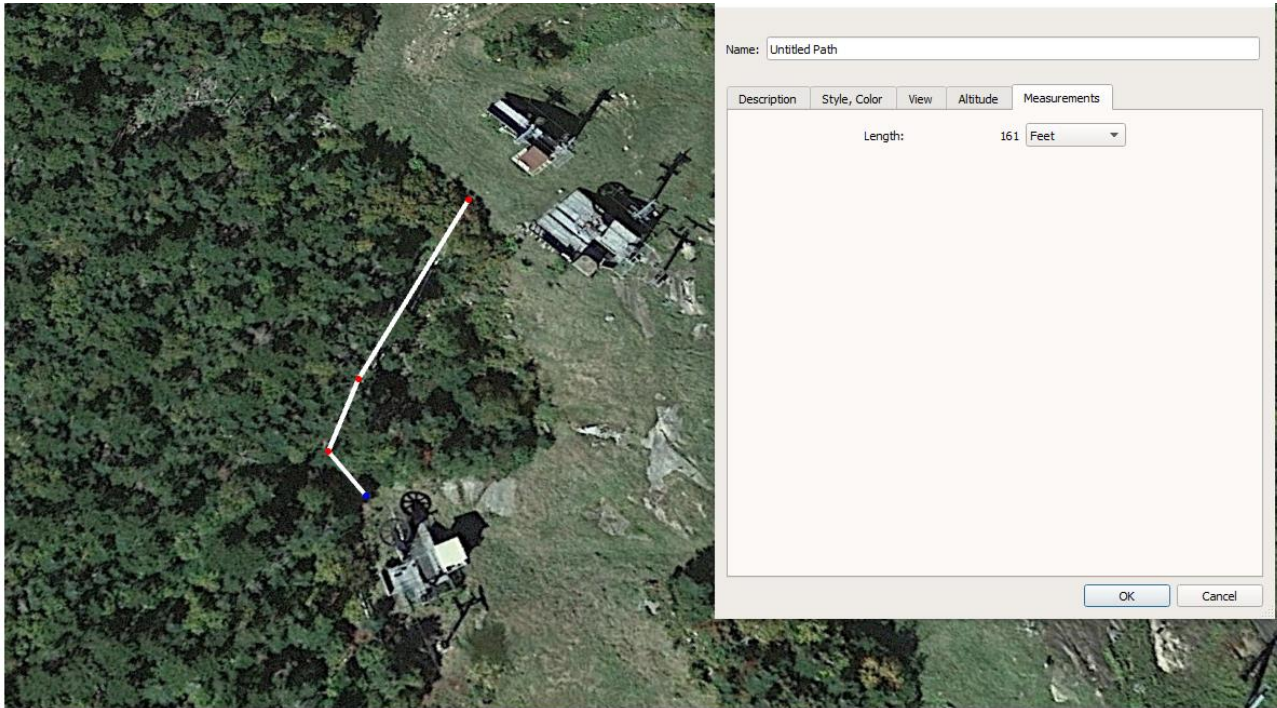 Name: Untitled Path
Description Style, Color View Altitude Measurements
Length: 161 Feet
OK Cancel